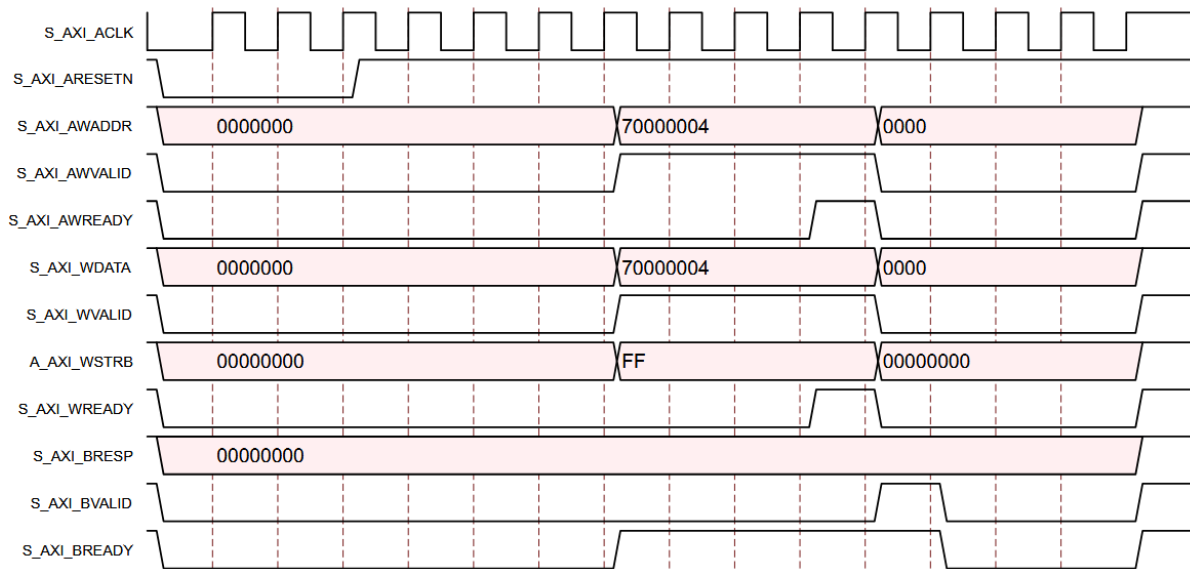 S_AXI_ACLK
S_AXI_ARESETN
S_AXI_AWADDR 0000000 70000004 0000
S_AXI_AWVALID
S_AXI_AWREADY
S_AXI_WDATA 0000000 70000004 0000
S_AXI_WVALID
A_AXI_WSTRB 00000000 FF 00000000
S_AXI_WREADY
S_AXI_BRESP 00000000
S_AXI_BVALID
S_AXI_BREADY